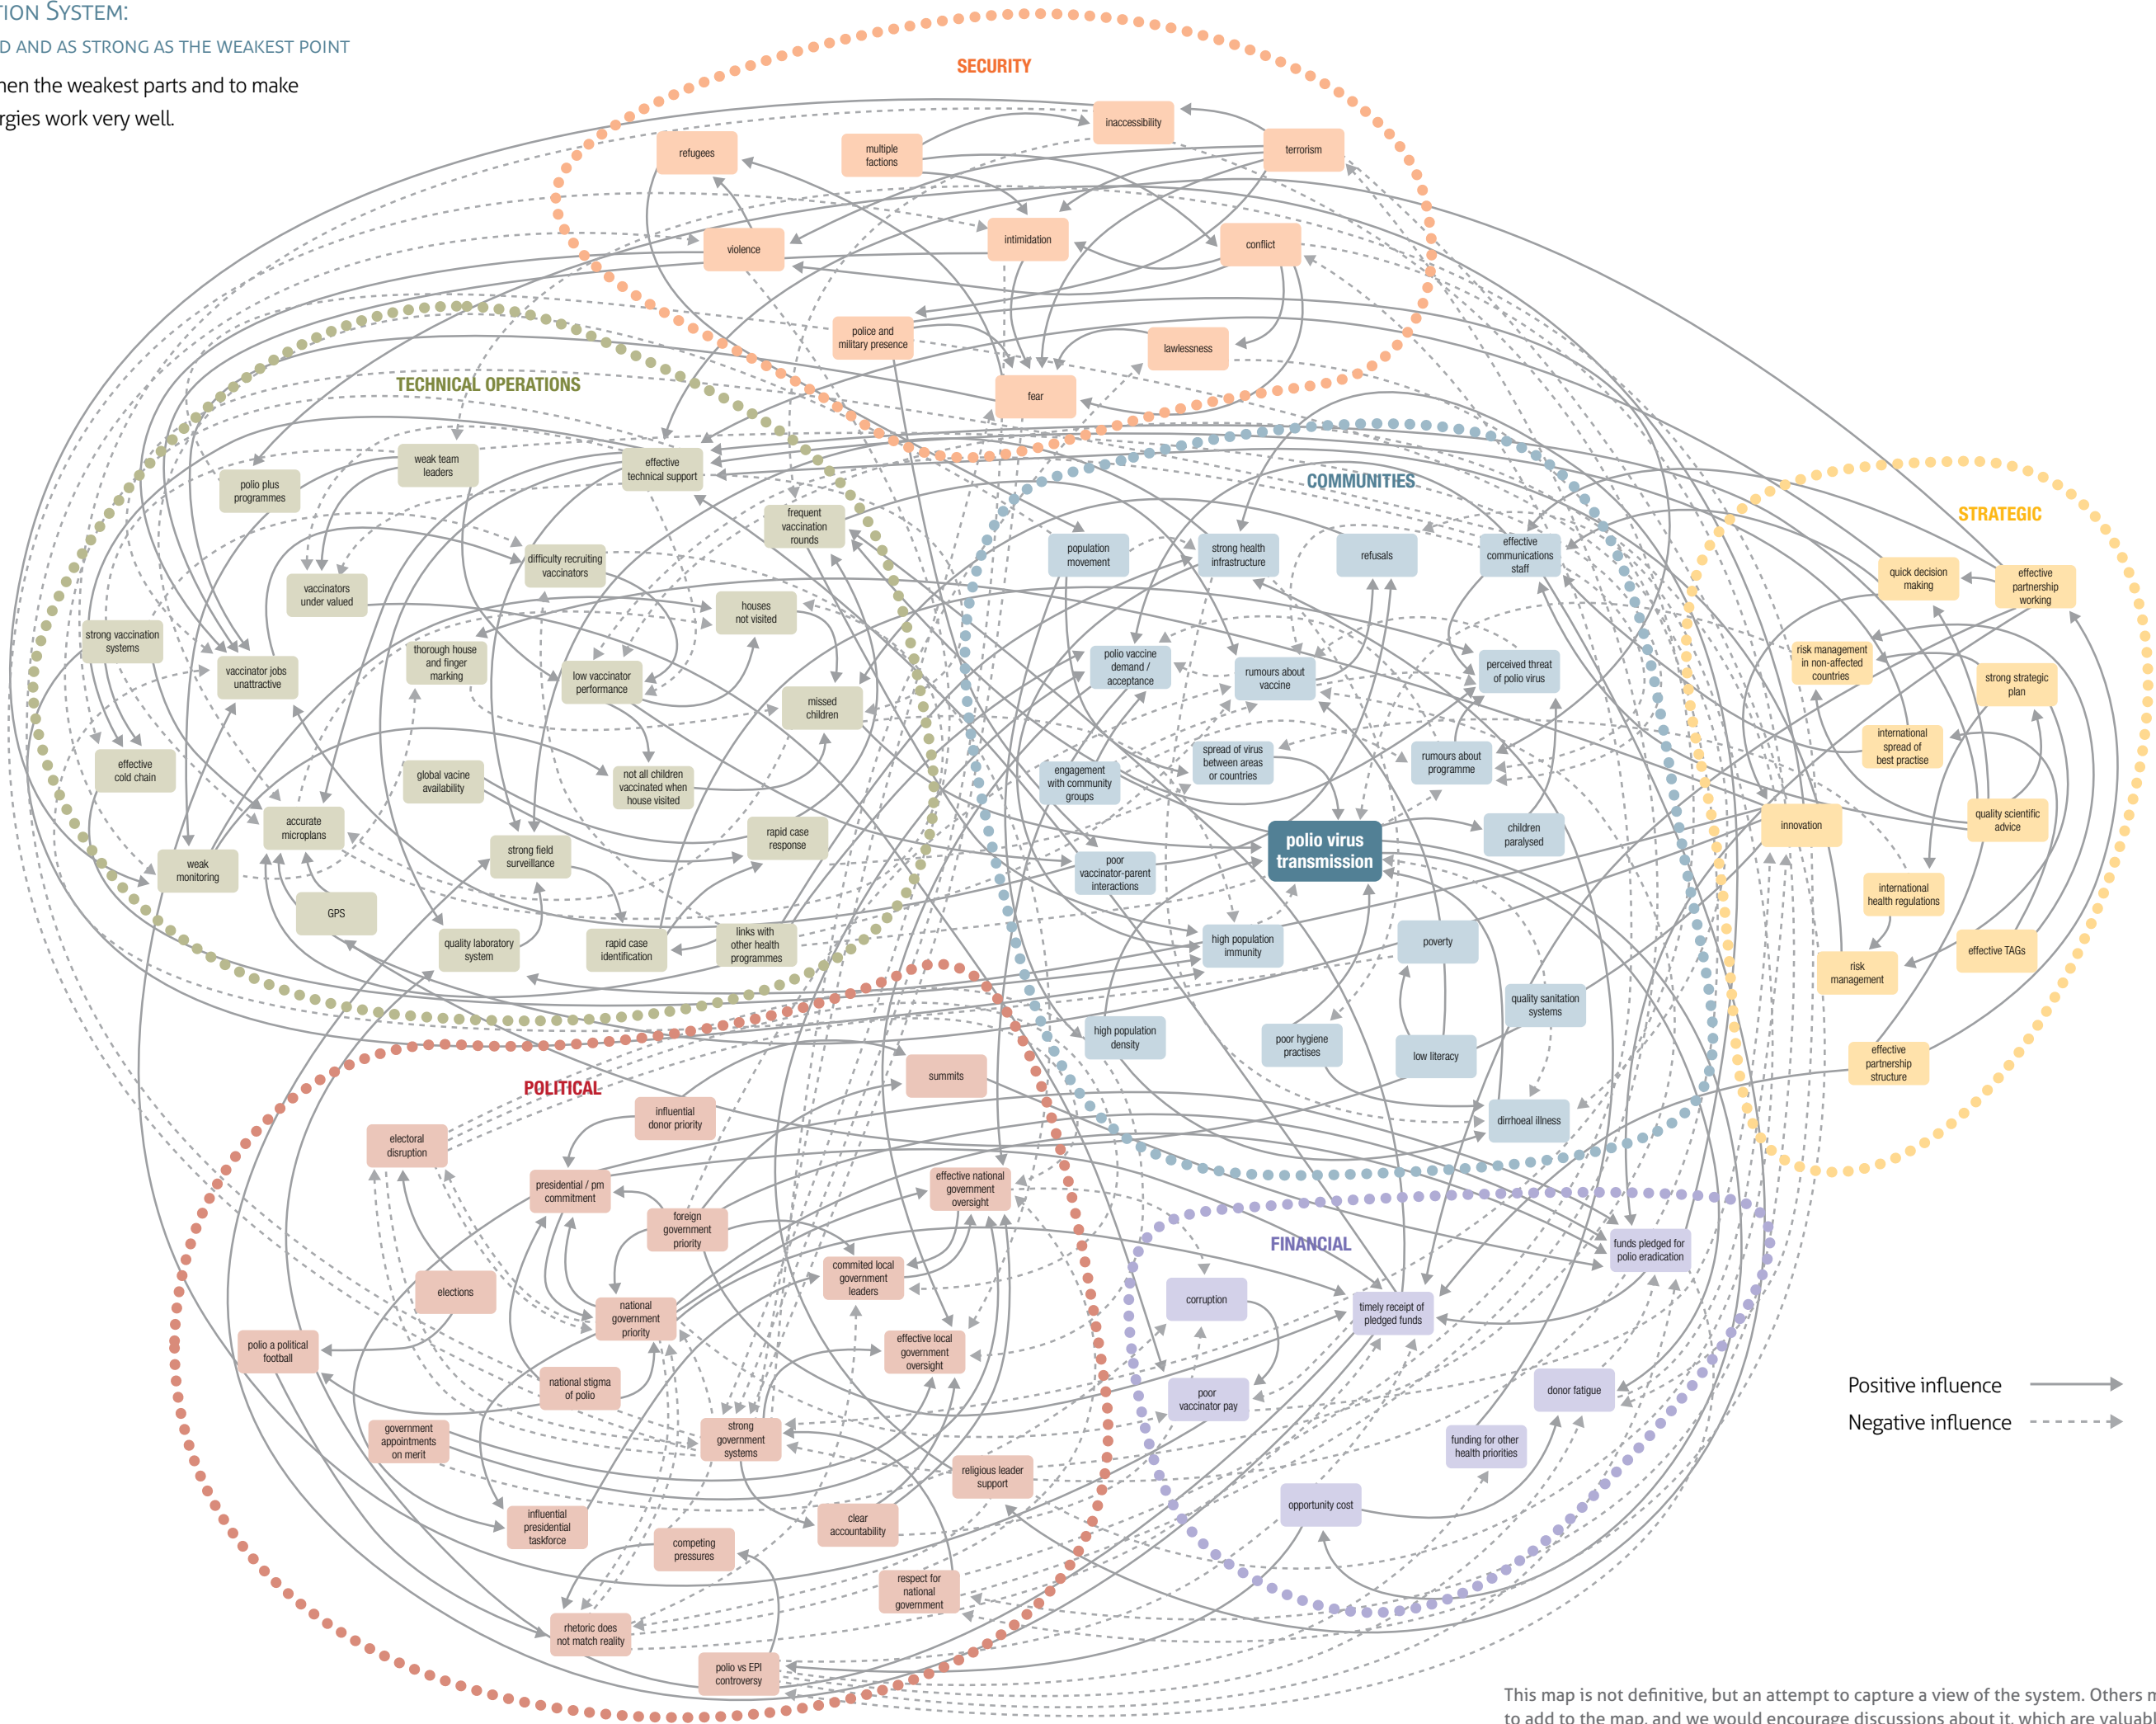 TION SYSTEM:
D AND AS STRONG AS THE WEAKEST POINT
hen the weakest parts and to make
rgies work very well.
SECURITY
inaccessibility
refugees
multiple
factions
terrorism
violence
intimidation
conflict
police and
military presence
lawlessness
fear
TECHNICAL OPERATIONS
weak team
leaders
effective
technical support
polio plus
programmes
frequent
vaccination
rounds
difficulty recruiting
vaccinators
vaccinators
under valued
houses
not visited
strong vaccination
systems
thorough house
and finger
marking
vaccinator jobs
unattractive
low vaccinator
performance
missed
children
effective
cold chain
global vacine
availability
not all children
vaccinated when
house visited
accurate
microplans
rapid case
response
strong field
surveillance
weak
monitoring
GPS
quality laboratory
system
rapid case
identification
links with
other health
programmes
COMMUNITIES
population
movement
strong health
infrastructure
refusals
effective
communications
staff
polio vaccine
demand /
acceptance
rumours about
vaccine
perceived threat
of polio virus
engagement
with community
groups
spread of virus
between areas
or countries
rumours about
programme
polio virus
transmission
children
paralysed
poor
vaccinator-parent
interactions
high population
immunity
poverty
quality sanitation
systems
high population
density
poor hygiene
practises
low literacy
dirrhoeal illness
STRATEGIC
quick decision
making
effective
partnership
working
risk management
in non-affected
countries
strong strategic
plan
international
spread of
best practise
innovation
quality scientific
advice
international
health regulations
risk
management
effective TAGs
effective
partnership
structure
POLITICAL
summits
influential
donor priority
electoral
disruption
presidential / pm
commitment
effective national
government
oversight
foreign
government
priority
commited local
government
leaders
elections
national
government
priority
polio a political
football
effective local
government
oversight
national stigma
of polio
government
appointments
on merit
strong
government
systems
religious leader
support
influential
presidential
taskforce
clear
accountability
competing
pressures
respect for
national
government
rhetoric does
not match reality
polio vs EPI
controversy
FINANCIAL
funds pledged for
polio eradication
corruption
timely receipt of
pledged funds
poor
vaccinator pay
donor fatigue
funding for other
health priorities
opportunity cost
Positive influence
Negative influence
This map is not definitive, but an attempt to capture a view of the system. Others m
to add to the map, and we would encourage discussions about it, which are valuabl